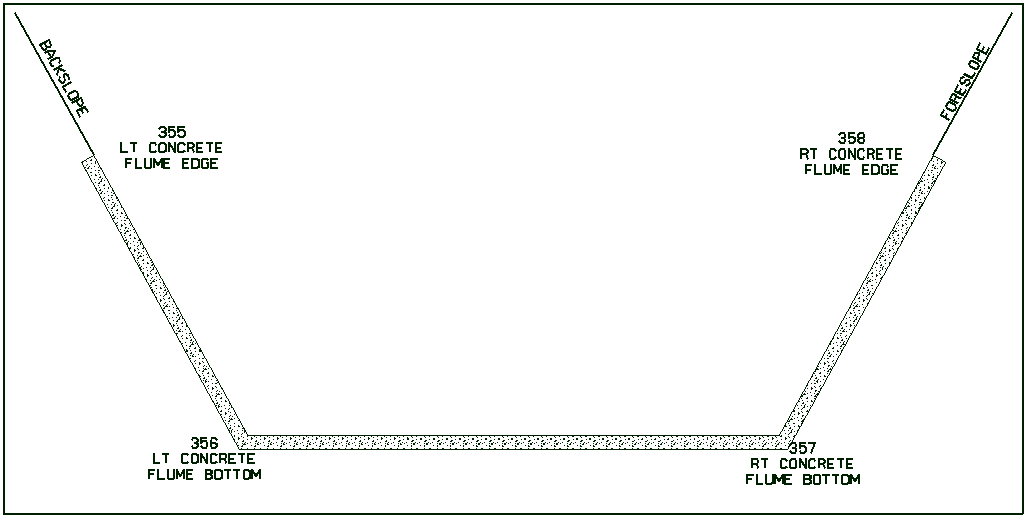 BACKSLOPE
FORESLOPE
355
LT CONCRETE
FLUME EDGE
358
RT CONCRETE
FLUME EDGE
356
LT CONCRETE
FLUME BOTTOM
357
RT CONCRETE
FLUME BOTTOM